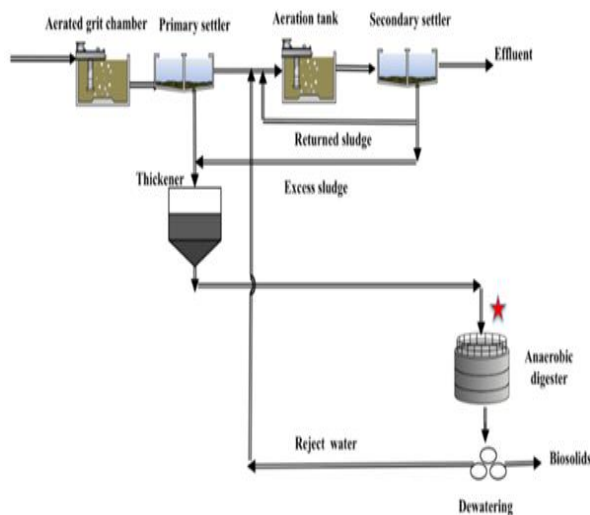 Aerated grit chamber
Primary settler
Aeration tank
Secondary settler
Effluent
Returned sludge
Excess sludge
Thickener
Anaerobic
digester
Reject water
Biosolids
Dewatering